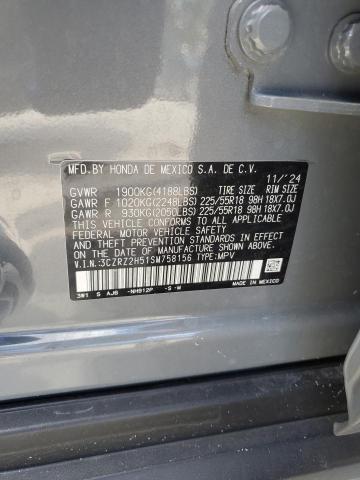 MFD.BY HONDA DE MEXICO S.A. DE C.V.
11/'24
GVWR 1900KG(4188LBS) TIRE SIZE RIM SIZE
GAWR F 1020KG(2248LBS) 225/55R18 98H 18X7.0J
GAWR R 930KG(2050LBS) 225/55R18 98H 18X7.0J
THIS VEHICLE CONFORMS TO ALL APPLICABLE
FEDERAL MOTOR VEHICLE SAFETY AND THEFT
PREVENTION STANDARDS IN EFFECT ON THE
DATE OF MANUFACTURE SHOWN ABOVE.
V.I.N.:3CZRZ2H51SM758156 TYPE:MPV
3W1 S AJB -NH912P -S -W MADE IN MEXICO